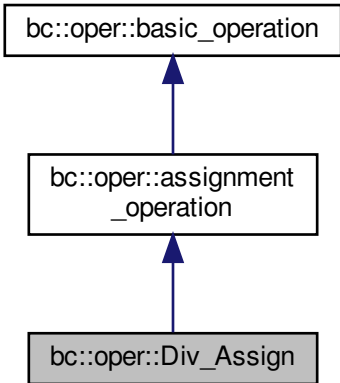 bc::oper::basic_operation
bc::oper::assignment
_operation
bc::oper::Div_Assign